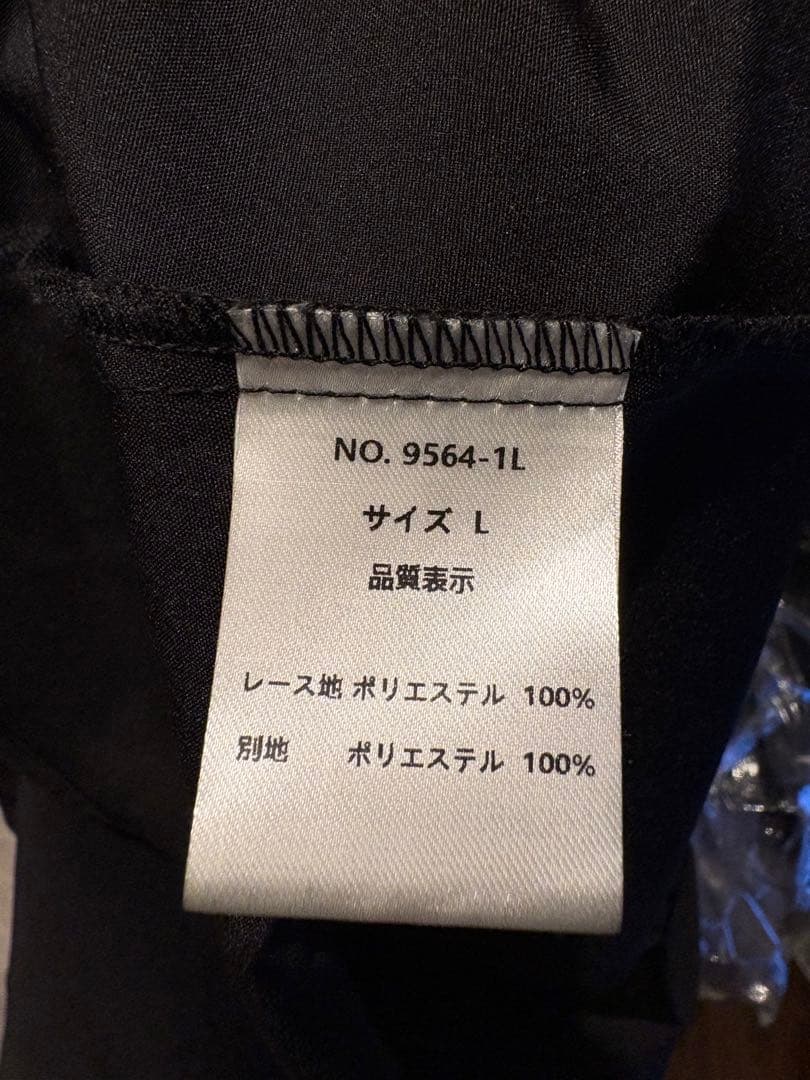 NO. 9564-1L
サイズ L
品質表示
レース地 ポリエステル 100%
別地 ポリエステル 100%